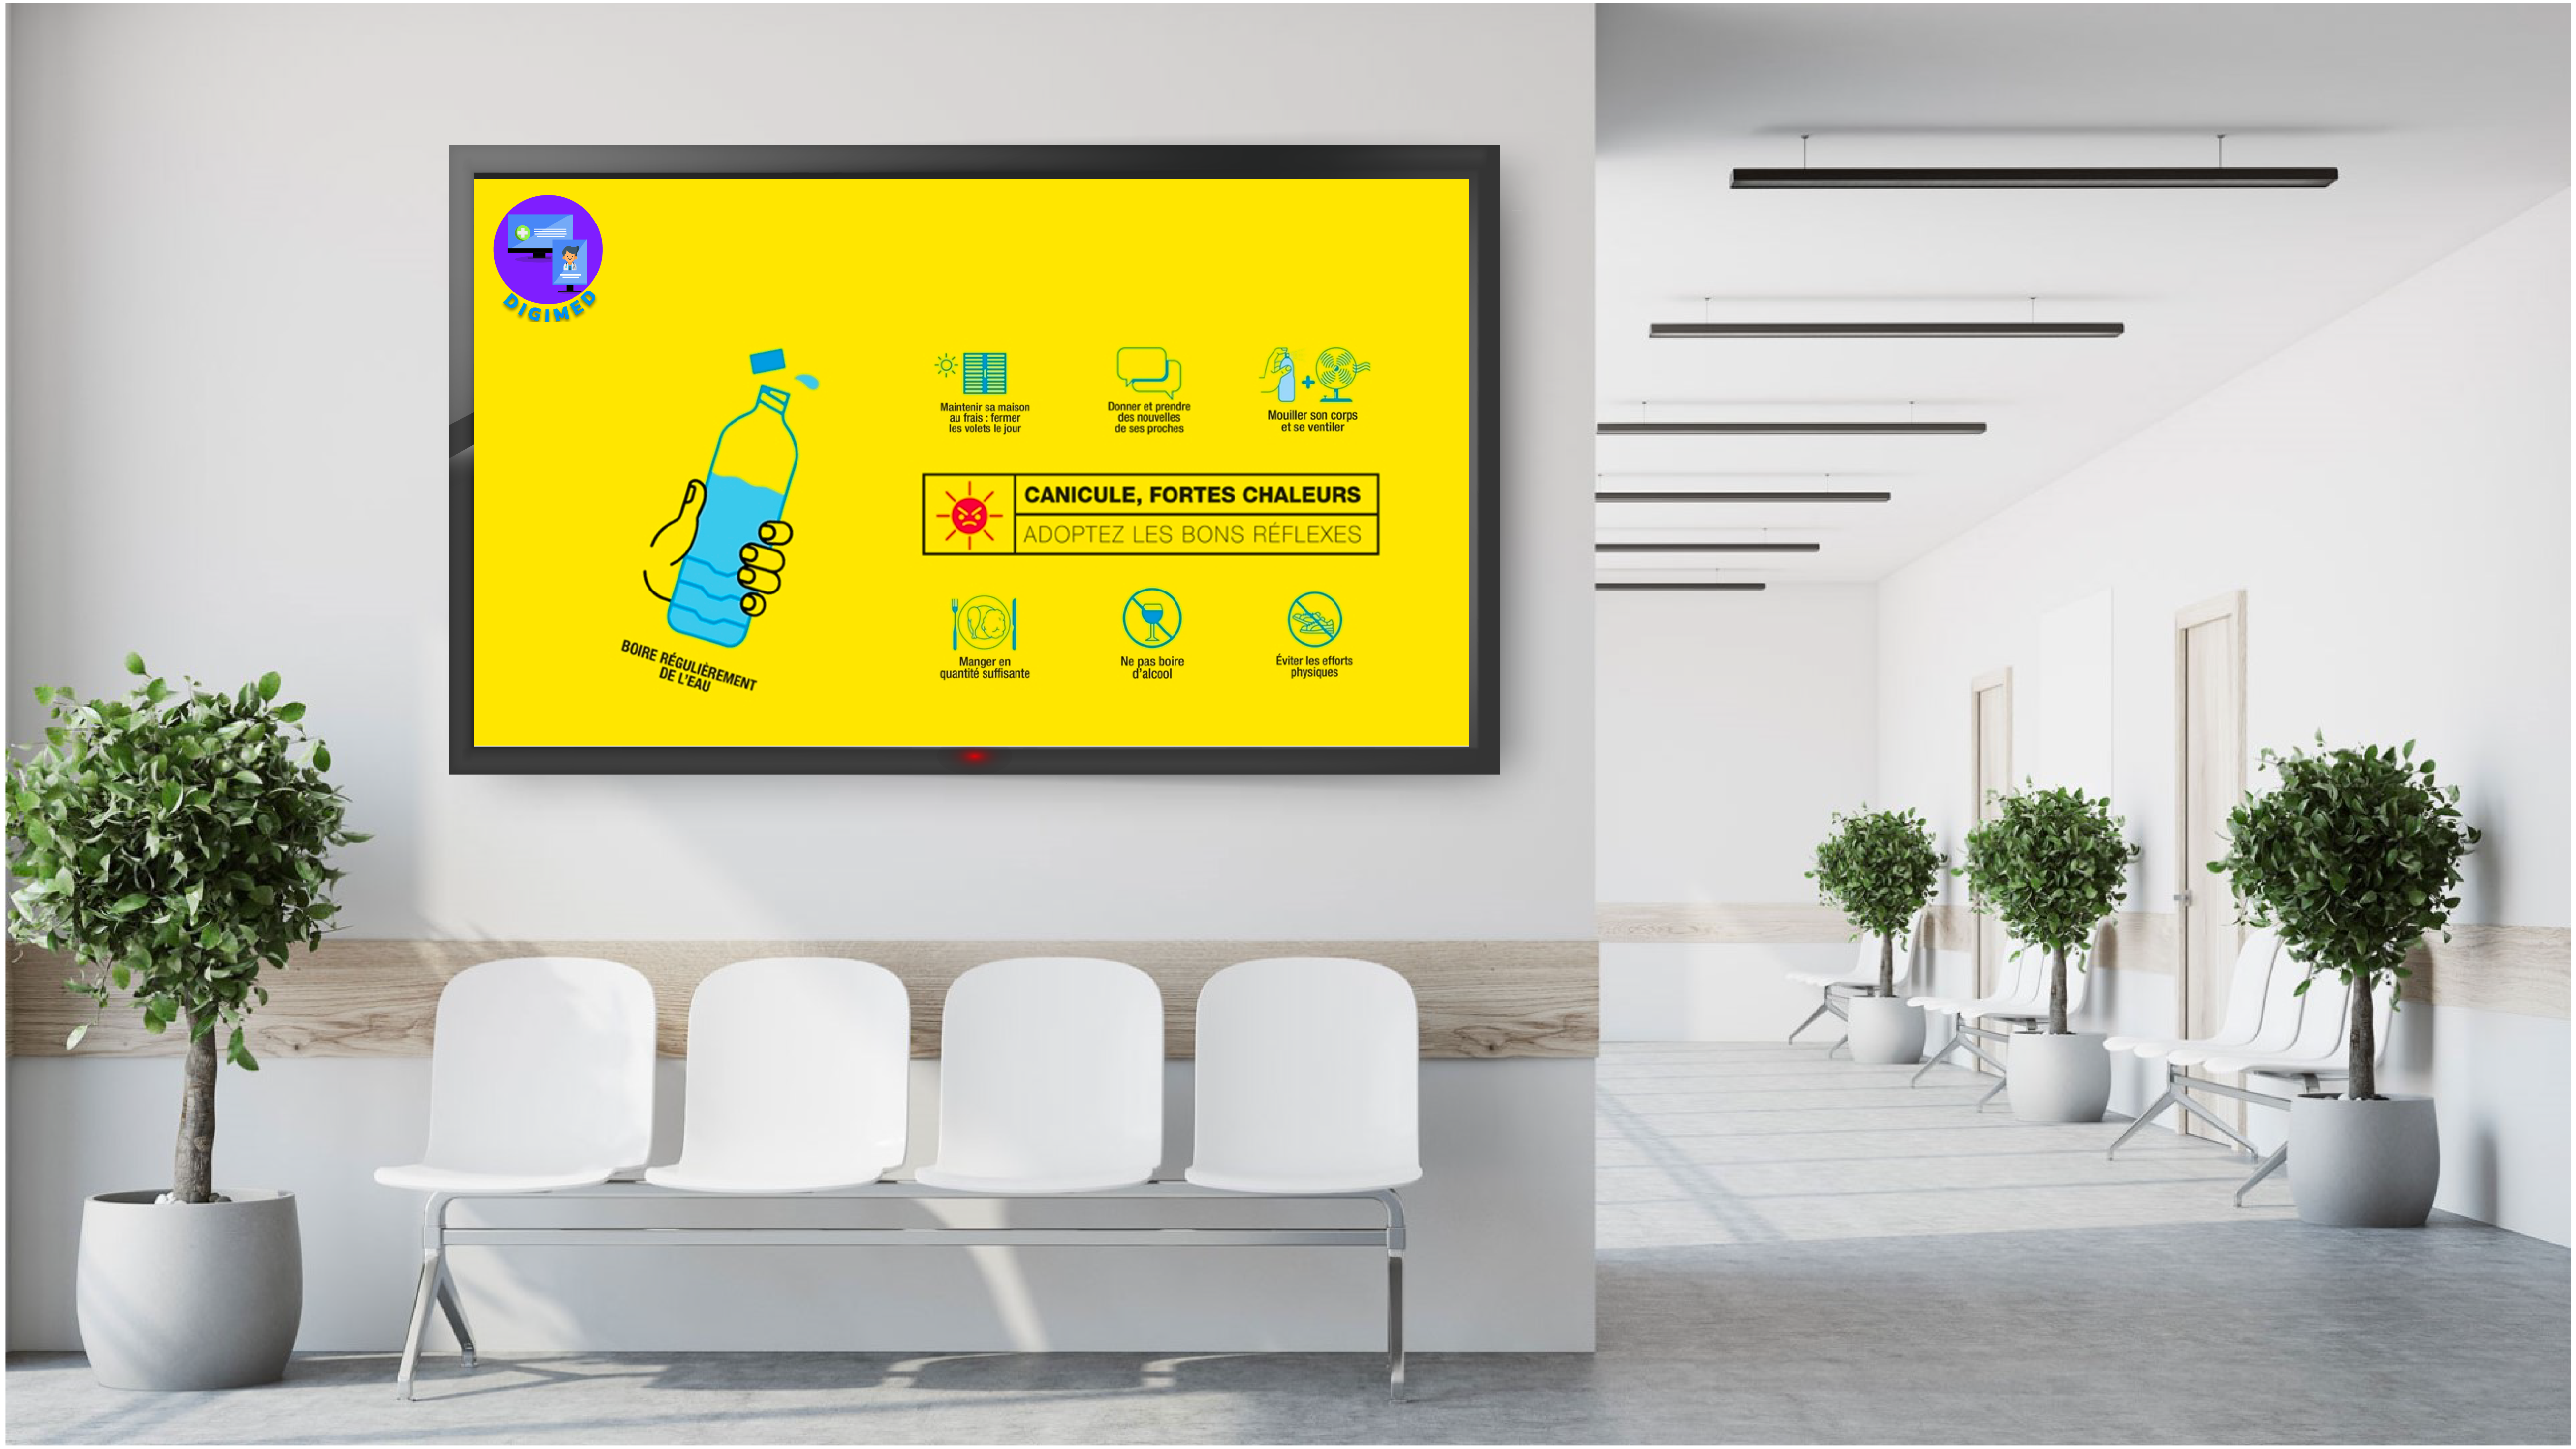 DIGIMED
BOIRE RÉGULIÈREMENT
DE L'EAU
Maintenir sa maison
au frais : fermer
les volets le jour
Donner et prendre
des nouvelles
de ses proches
Mouiller son corps
et se ventiler
CANICULE, FORTES CHALEURS
ADOPTEZ LES BONS RÉFLEXES
Manger en
quantité suffisante
Ne pas boire
d'alcool
Éviter les efforts
physiques